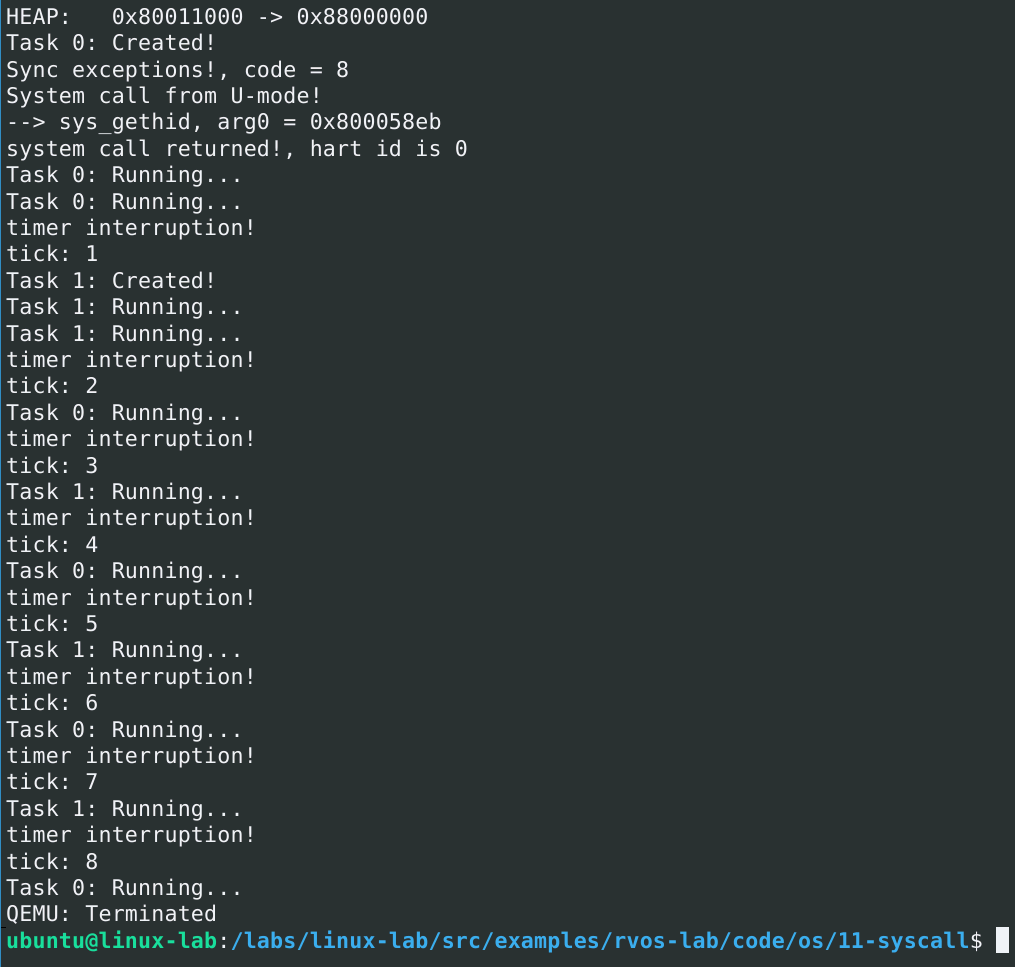 HEAP:   0x80011000 -> 0x88000000
Task 0: Created!
Sync exceptions!, code = 8
System call from U-mode!
--> sys_gethid, arg0 = 0x800058eb
system call returned!, hart id is 0
Task 0: Running...
Task 0: Running...
timer interruption!
tick: 1
Task 1: Created!
Task 1: Running...
Task 1: Running...
timer interruption!
tick: 2
Task 0: Running...
timer interruption!
tick: 3
Task 1: Running...
timer interruption!
tick: 4
Task 0: Running...
timer interruption!
tick: 5
Task 1: Running...
timer interruption!
tick: 6
Task 0: Running...
timer interruption!
tick: 7
Task 1: Running...
timer interruption!
tick: 8
Task 0: Running...
QEMU: Terminated
ubuntu@linux-lab:/labs/linux-lab/src/examples/rvos-lab/code/os/11-syscall$